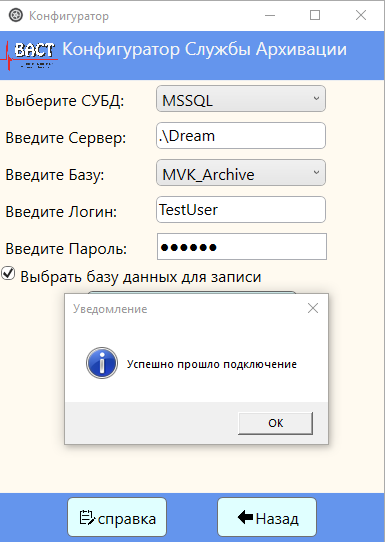 Конфигуратор
ВАСТ Конфигуратор Службы Архивации
Выберите СУБД: MSSQL
Введите Сервер: .\Dream
Введите Базу: MVK_Archive
Введите Логин: TestUser
Введите Пароль: ●●●●●●
Выбрать базу данных для записи
Уведомление
Успешно прошло подключение
ОК
справка Назад